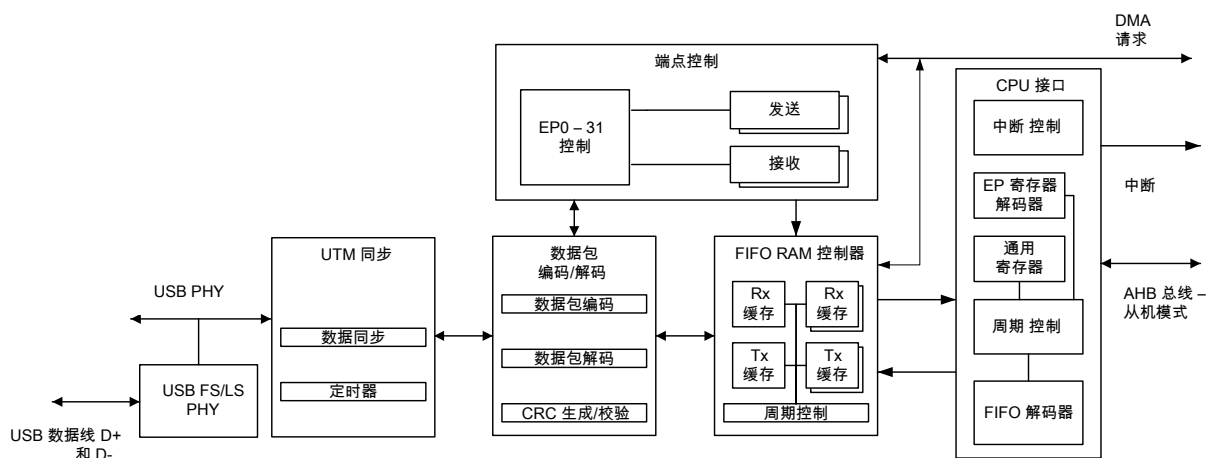 DMA
请求
端点控制
EP0 – 31
控制
发送
接收
CPU 接口
中断 控制
中断
EP 寄存器
解码器
通用
寄存器
AHB 总线 –
从机模式
周期 控制
FIFO 解码器
UTM 同步
数据同步
定时器
数据包
编码/解码
数据包编码
数据包解码
CRC 生成/校验
FIFO RAM 控制器
Rx
缓存
Rx
缓存
Tx
缓存
Tx
缓存
周期控制
USB PHY
USB FS/LS
PHY
USB 数据线 D+
和 D-